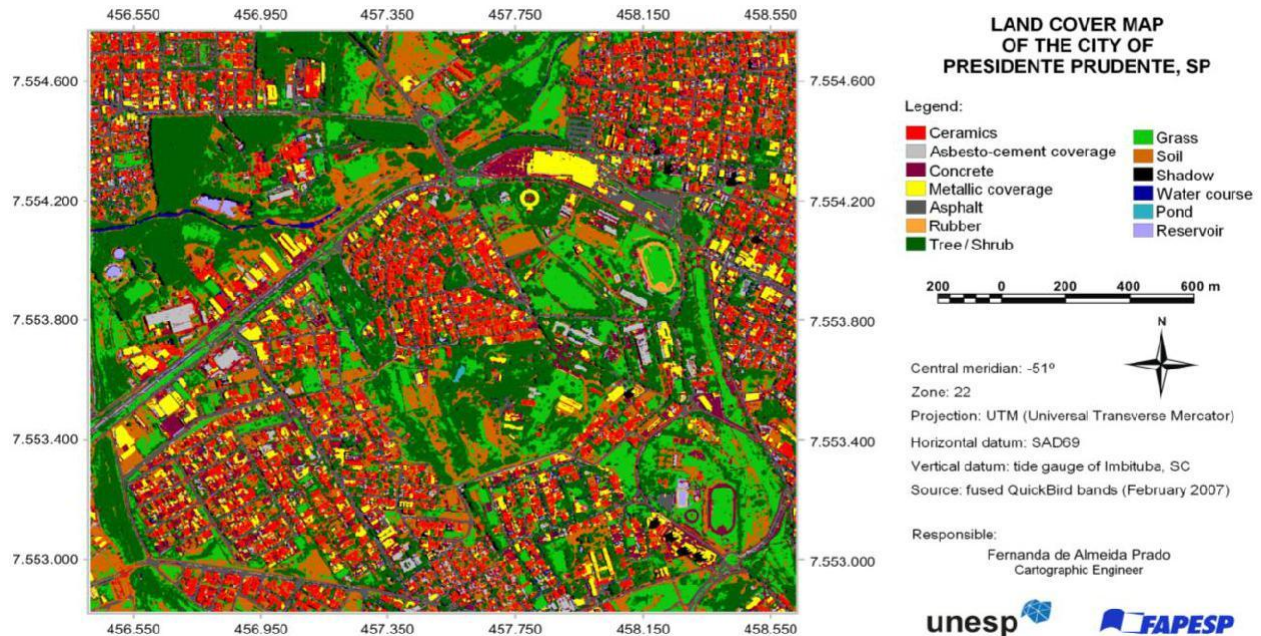 456.550 456.950 457.350 457.750 458.150 458.550
7.554.600 7.554.600
7.554.200 7.554.200
7.553.800 7.553.800
7.553.400 7.553.400
7.553.000 7.553.000
456.550 456.950 457.350 457.750 458.150 458.550
LAND COVER MAP
OF THE CITY OF
PRESIDENTE PRUDENTE, SP
Legend:
Ceramics
Asbesto-cement coverage
Concrete
Metallic coverage
Asphalt
Rubber
Tree/Shrub
Grass
Soil
Shadow
Water course
Pond
Reservoir
200 0 200 400 600 m
N
Central meridian: -51º
Zone: 22
Projection: UTM (Universal Transverse Mercator)
Horizontal datum: SAD69
Vertical datum: tide gauge of Imbituba, SC
Source: fused QuickBird bands (February 2007)
Responsible:
Fernanda de Almeida Prado
Cartographic Engineer
unesp
FAPESP